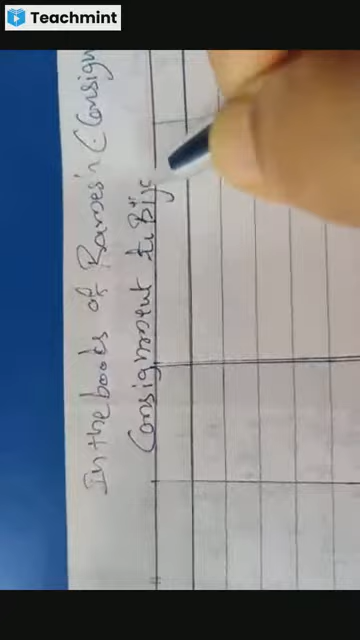 Teachmint
In the books of Ramesh (Consign
Consignment to Bijo